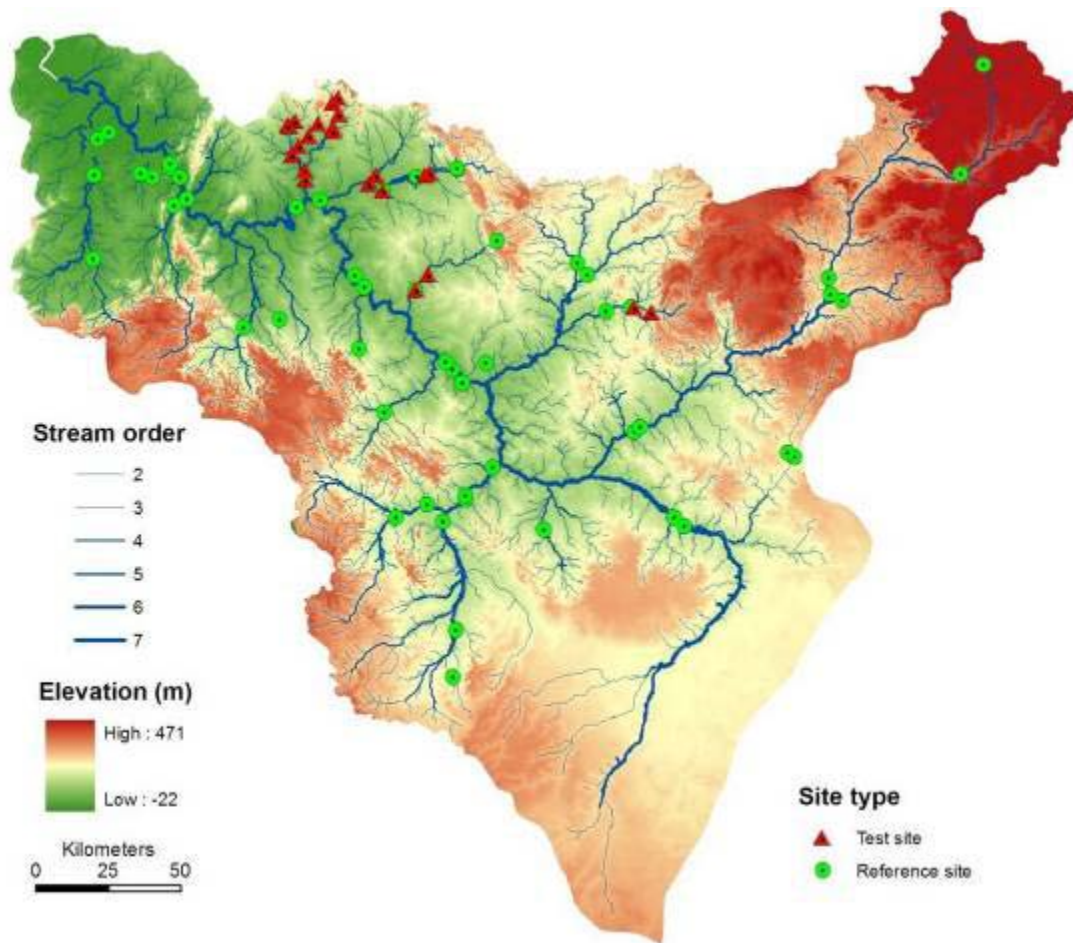 Stream order
2
3
4
5
6
7
Elevation (m)
High : 471
Low : -22
Kilometers
0 25 50
Site type
Test site
Reference site